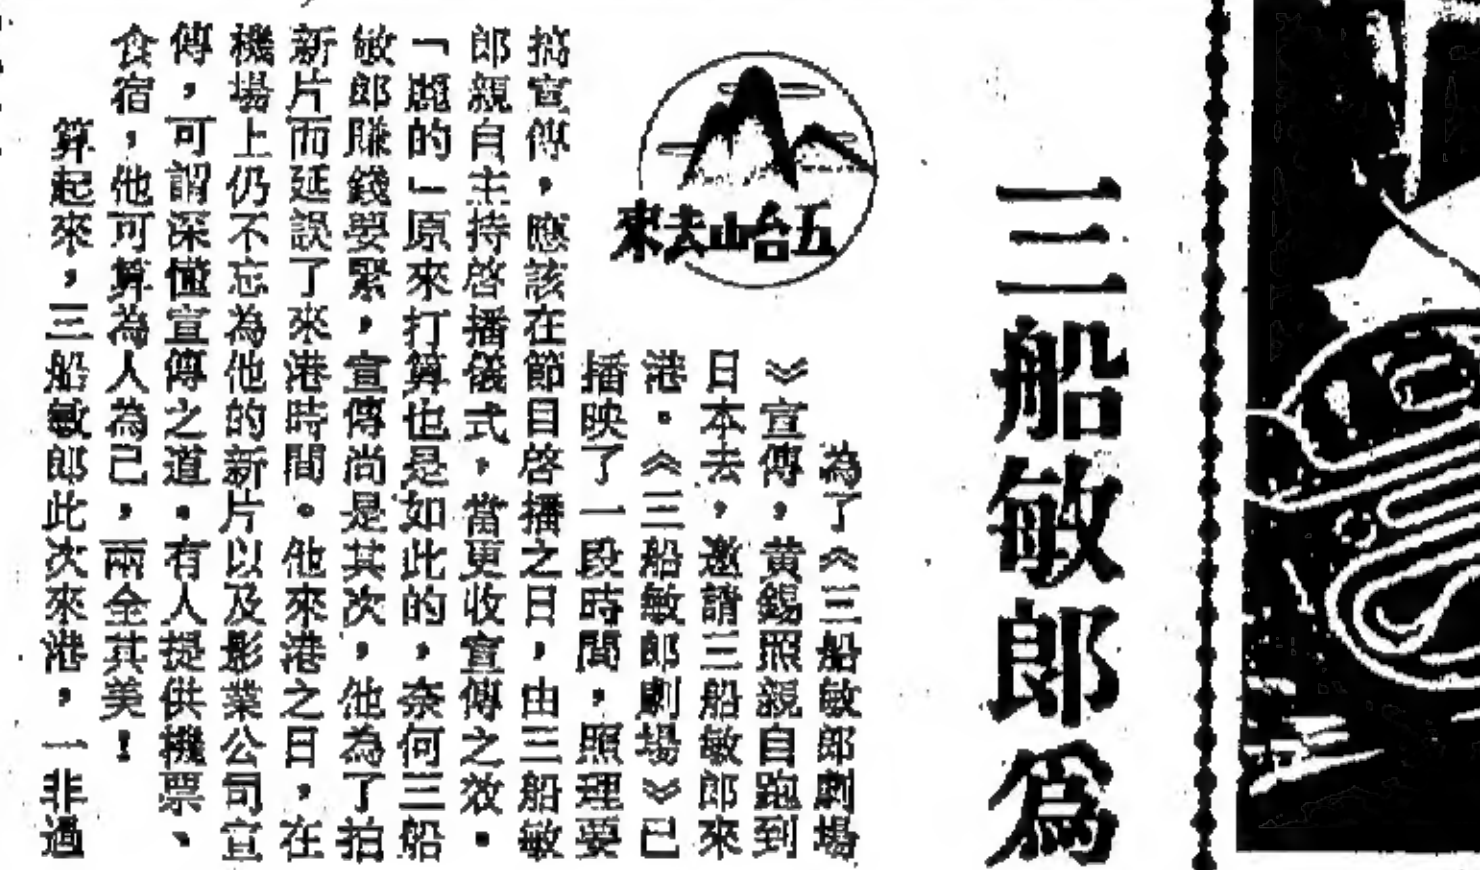 三船敏郎爲
五台山去來
為了《三船敏郎劇場
》宣傳，黃錫照親自跑到
日本去，邀請三船敏郎來
港。《三船敏郎劇場》已
播映了一段時間，照理要
搞宣傳，應該在節目啓播之日，由三船敏
郎親自主持啓播儀式，當更收宣傳之效。
「麗的」原來打算也是如此的，奈何三船
敏郎賺錢要緊，宣傳尚是其次，他為了拍
新片而延誤了來港時間。他來港之日，在
機場上仍不忘為他的新片以及影業公司宣
傳，可謂深懂宣傳之道。有人提供機票、
食宿，他可算為人為己，兩全其美！
算起來，三船敏郎此次來港，一非過